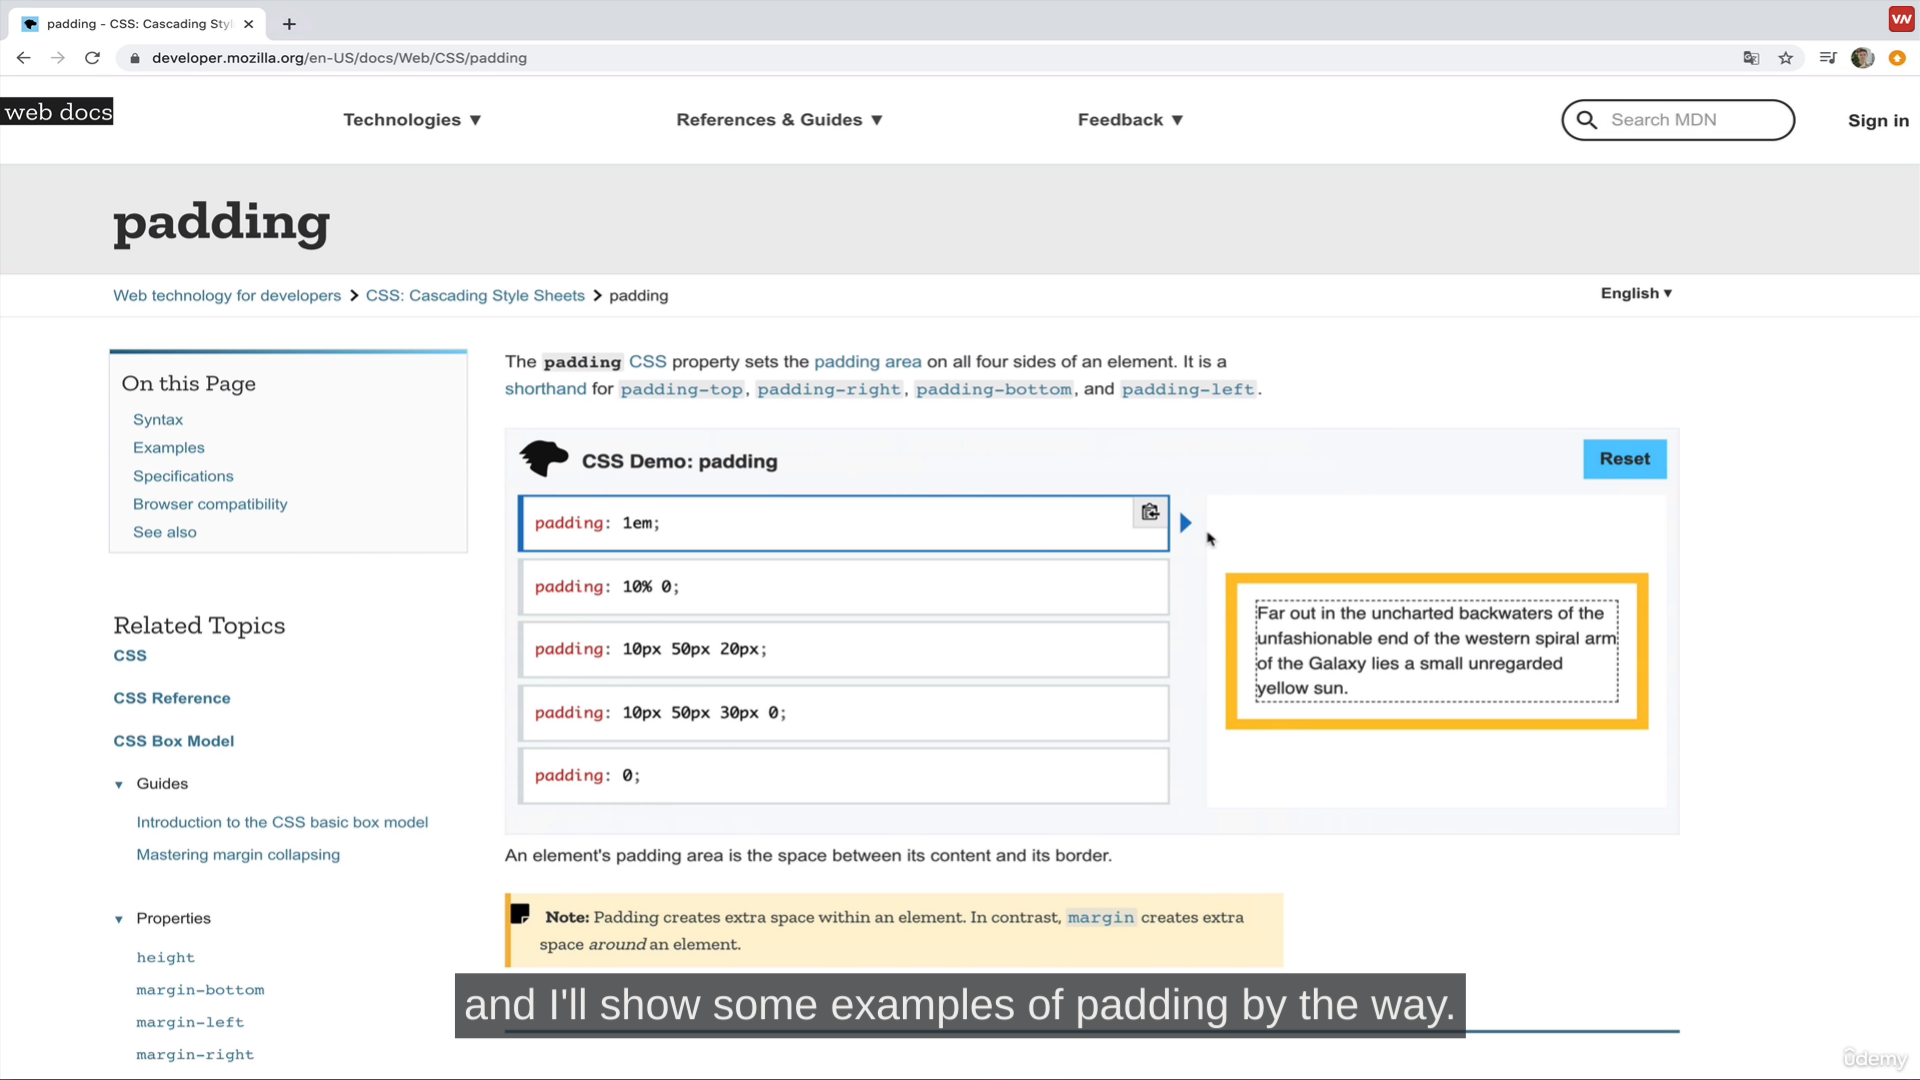 padding - CSS: Cascading Sty
VN
developer.mozilla.org/en-US/docs/Web/CSS/padding
web docs
Technologies ▼
References & Guides ▼
Feedback ▼
Search MDN
Sign in
padding
Web technology for developers > CSS: Cascading Style Sheets > padding
English ▼
On this Page
Syntax
Examples
Specifications
Browser compatibility
See also
Related Topics
CSS
CSS Reference
CSS Box Model
Guides
Introduction to the CSS basic box model
Mastering margin collapsing
Properties
height
margin-bottom
margin-left
margin-right
The padding CSS property sets the padding area on all four sides of an element. It is a
shorthand for padding-top, padding-right, padding-bottom, and padding-left.
CSS Demo: padding
Reset
padding: 1em;
padding: 10% 0;
padding: 10px 50px 20px;
padding: 10px 50px 30px 0;
padding: 0;
Far out in the uncharted backwaters of the
unfashionable end of the western spiral arm
of the Galaxy lies a small unregarded
yellow sun.
An element's padding area is the space between its content and its border.
Note: Padding creates extra space within an element. In contrast, margin creates extra
space around an element.
and I'll show some examples of padding by the way.
ûdemy